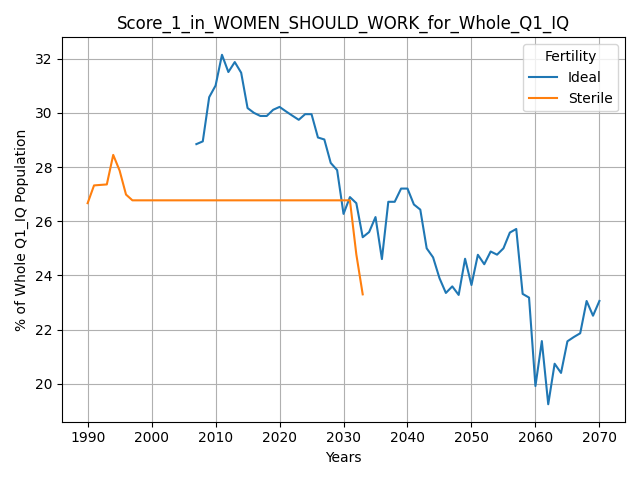 Score_1_in_WOMEN_SHOULD_WORK_for_Whole_Q1_IQ
Fertility
Ideal
Sterile
% of Whole Q1_IQ Population
32
30
28
26
24
22
20
1990
2000
2010
2020
2030
2040
2050
2060
2070
Years